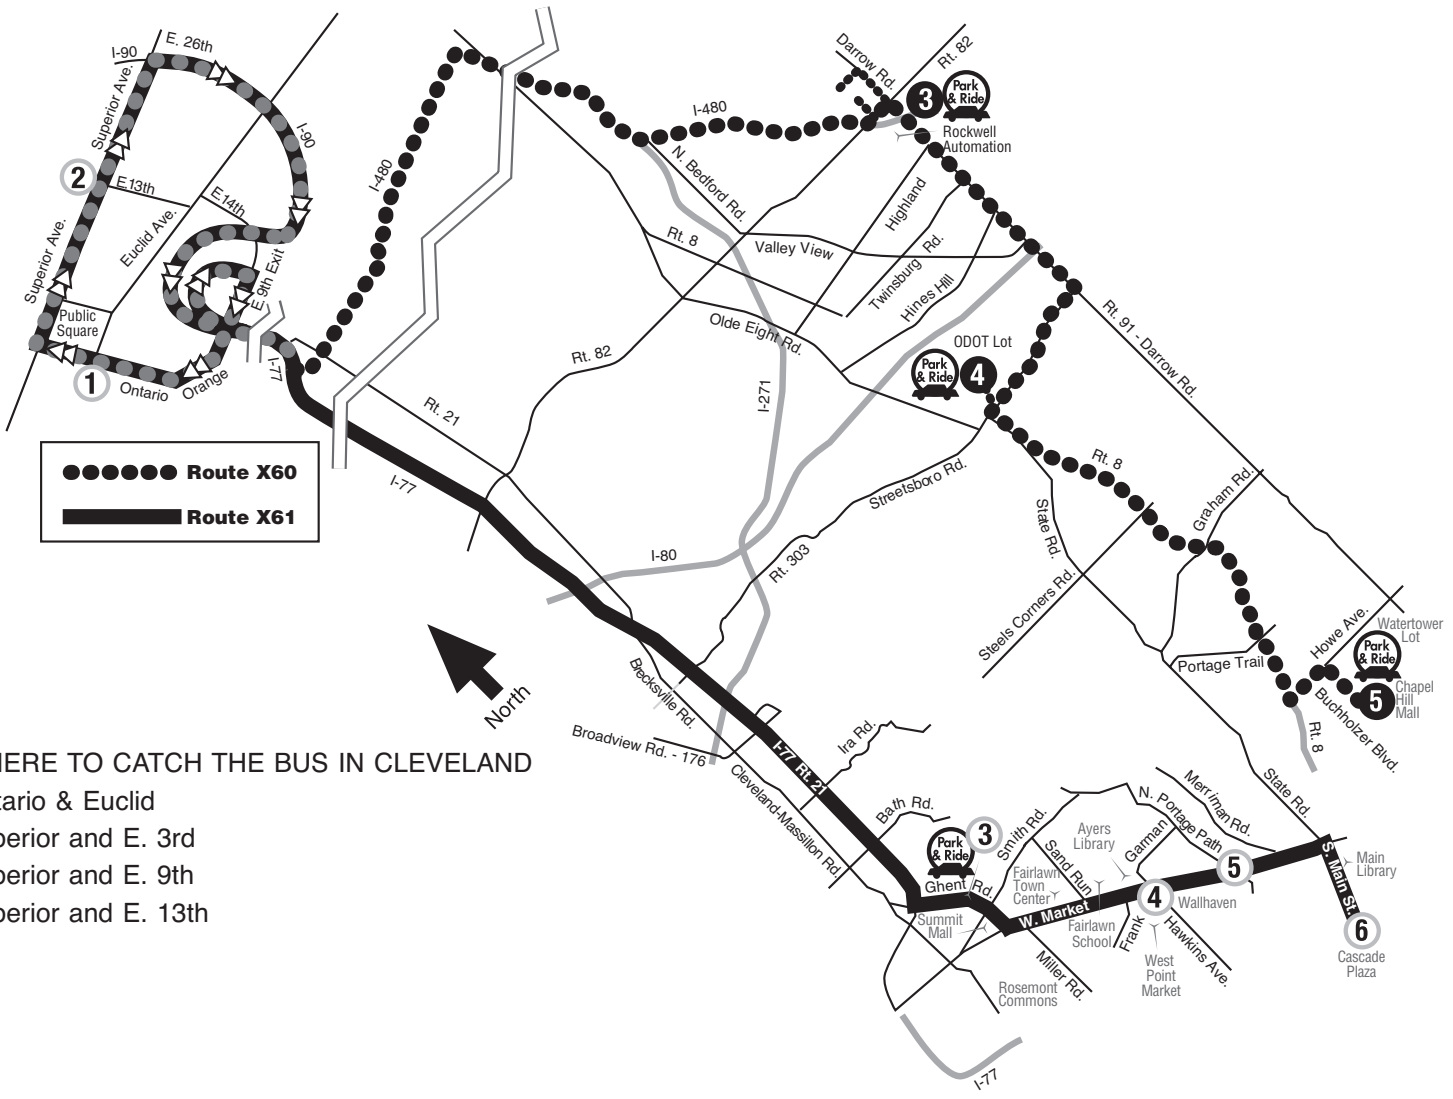 I-90
E. 26th
Superior Ave.
I-90
2
E.13th
E14th
Euclid Ave.
Superior Ave.
E 9th Exit
Public
Square
1
Ontario
Orange
I-77
I-480
I-480
Darrow Rd.
Rt. 82
3
Park
& Ride
Rockwell
Automation
N. Bedford Rd.
Highland
Rt. 8
Valley View
Twinsburg Rd.
Hines Hill
Olde Eight Rd.
ODOT Lot
Park
& Ride
4
Rt. 91 - Darrow Rd.
Rt. 82
I-271
Rt. 21
Route X60
Route X61
I-77
Rt. 8
Streetsboro Rd.
Graham Rd.
State Rd.
I-80
Rt. 303
Steels Corners Rd.
Howe Ave.
Watertower
Lot
Park
& Ride
Portage Trail
5
Chapel
Hill
Mall
Buchholzer Blvd.
Rt. 8
North
Brecksville Rd.
Broadview Rd. - 176
I-77 Rt. 21
Ira Rd.
Cleveland-Massillon Rd.
HERE TO CATCH THE BUS IN CLEVELAND
tario & Euclid
perior and E. 3rd
perior and E. 9th
perior and E. 13th
Bath Rd.
3
Park
& Ride
Ghent Rd.
Smith Rd.
Sand Run
Ayers
Library
Garman
N. Portage Path
Merriman Rd.
State Rd.
Fairlawn
Town
Center
5
S. Main St.
Main
Library
Summit
Mall
W. Market
4
Wallhaven
Fairlawn
School
Frank
Hawkins Ave.
6
Cascade
Plaza
West
Point
Market
Miller Rd.
Rosemont
Commons
I-77